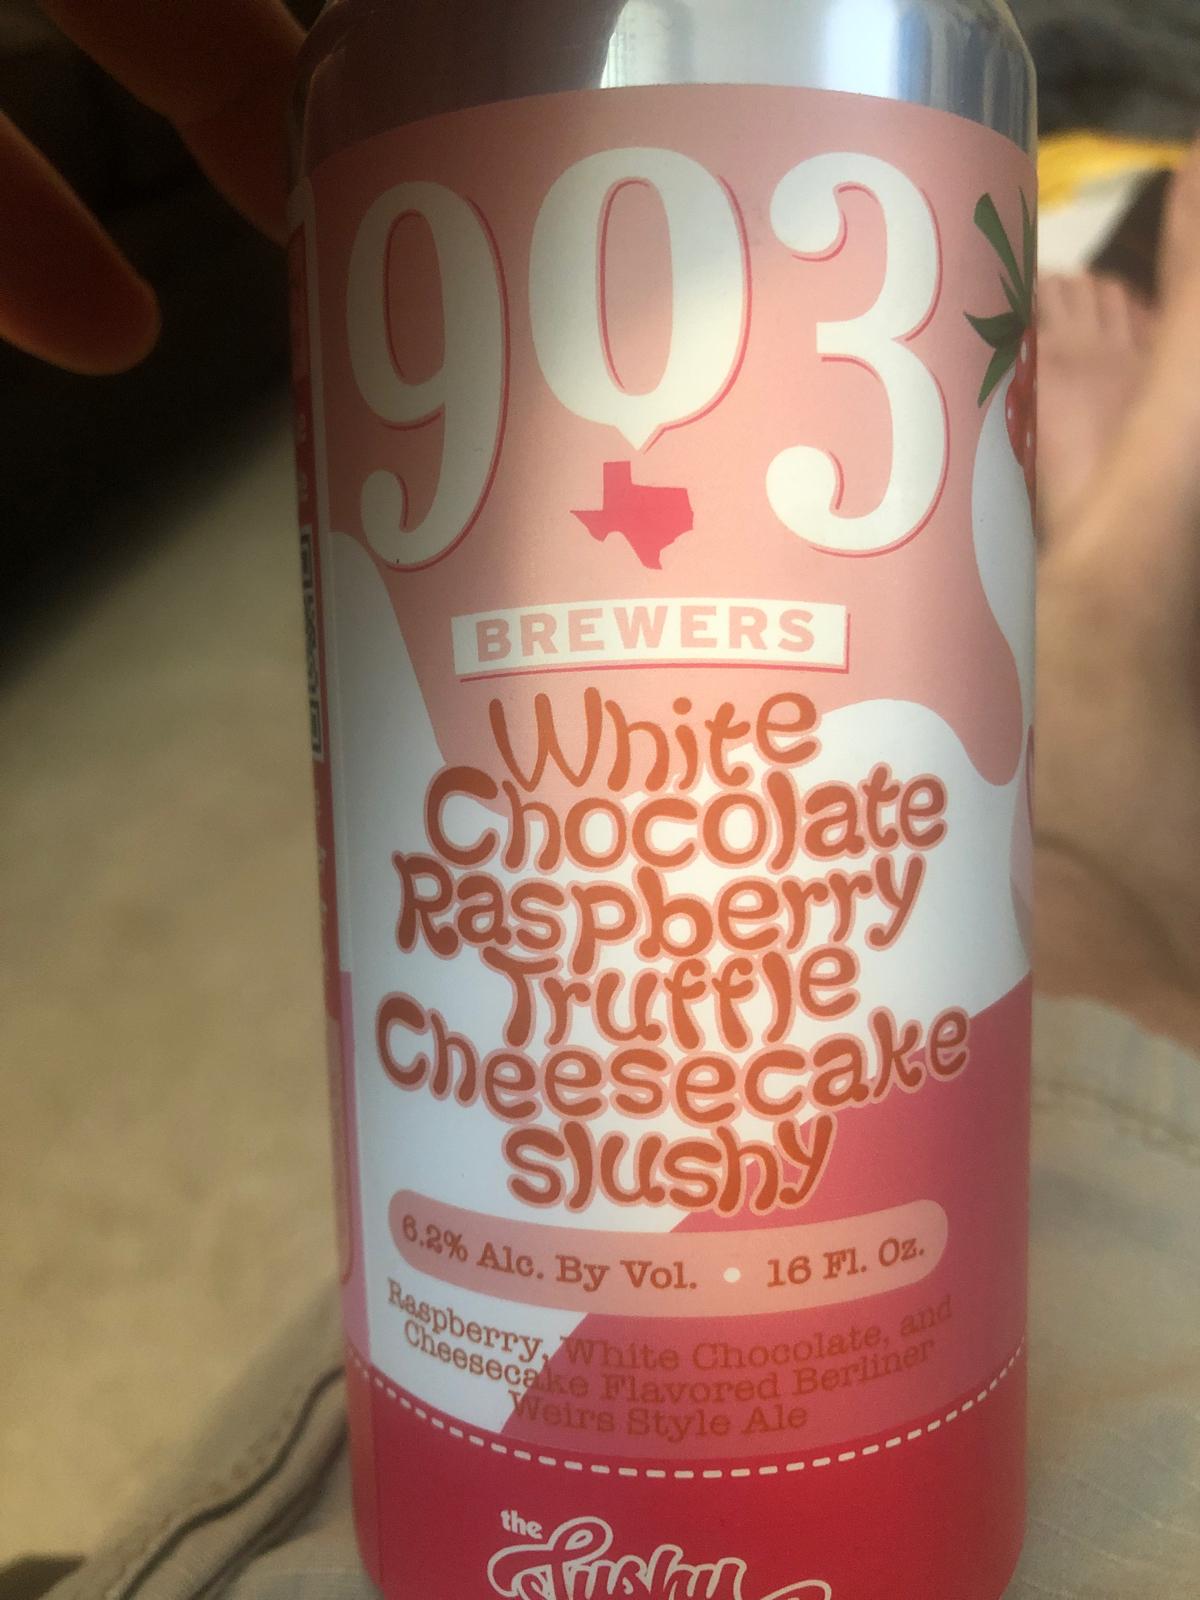 903
BREWERS
White
Chocolate
Raspberry
Truffle
Cheesecake
Slushy
6.2% Alc. By Vol. • 16 Fl. Oz.
Raspberry, White Chocolate, and
Cheesecake Flavored Berliner
Weirs Style Ale
the
Slushy